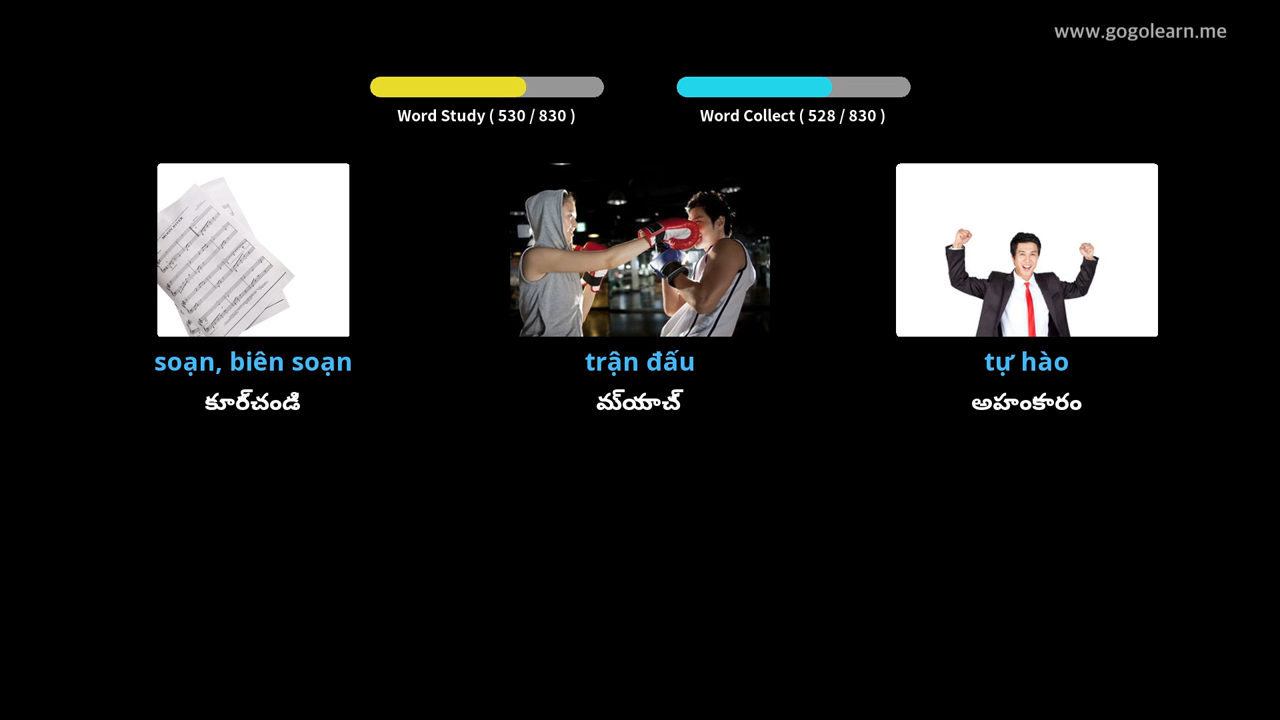 www.gogolearn.me
Word Study ( 530 / 830 )
Word Collect ( 528 / 830 )
soạn, biên soạn
trận đấu
tự hào
కూర్‌చండి
మ్‌యాచ్
అహంకారం